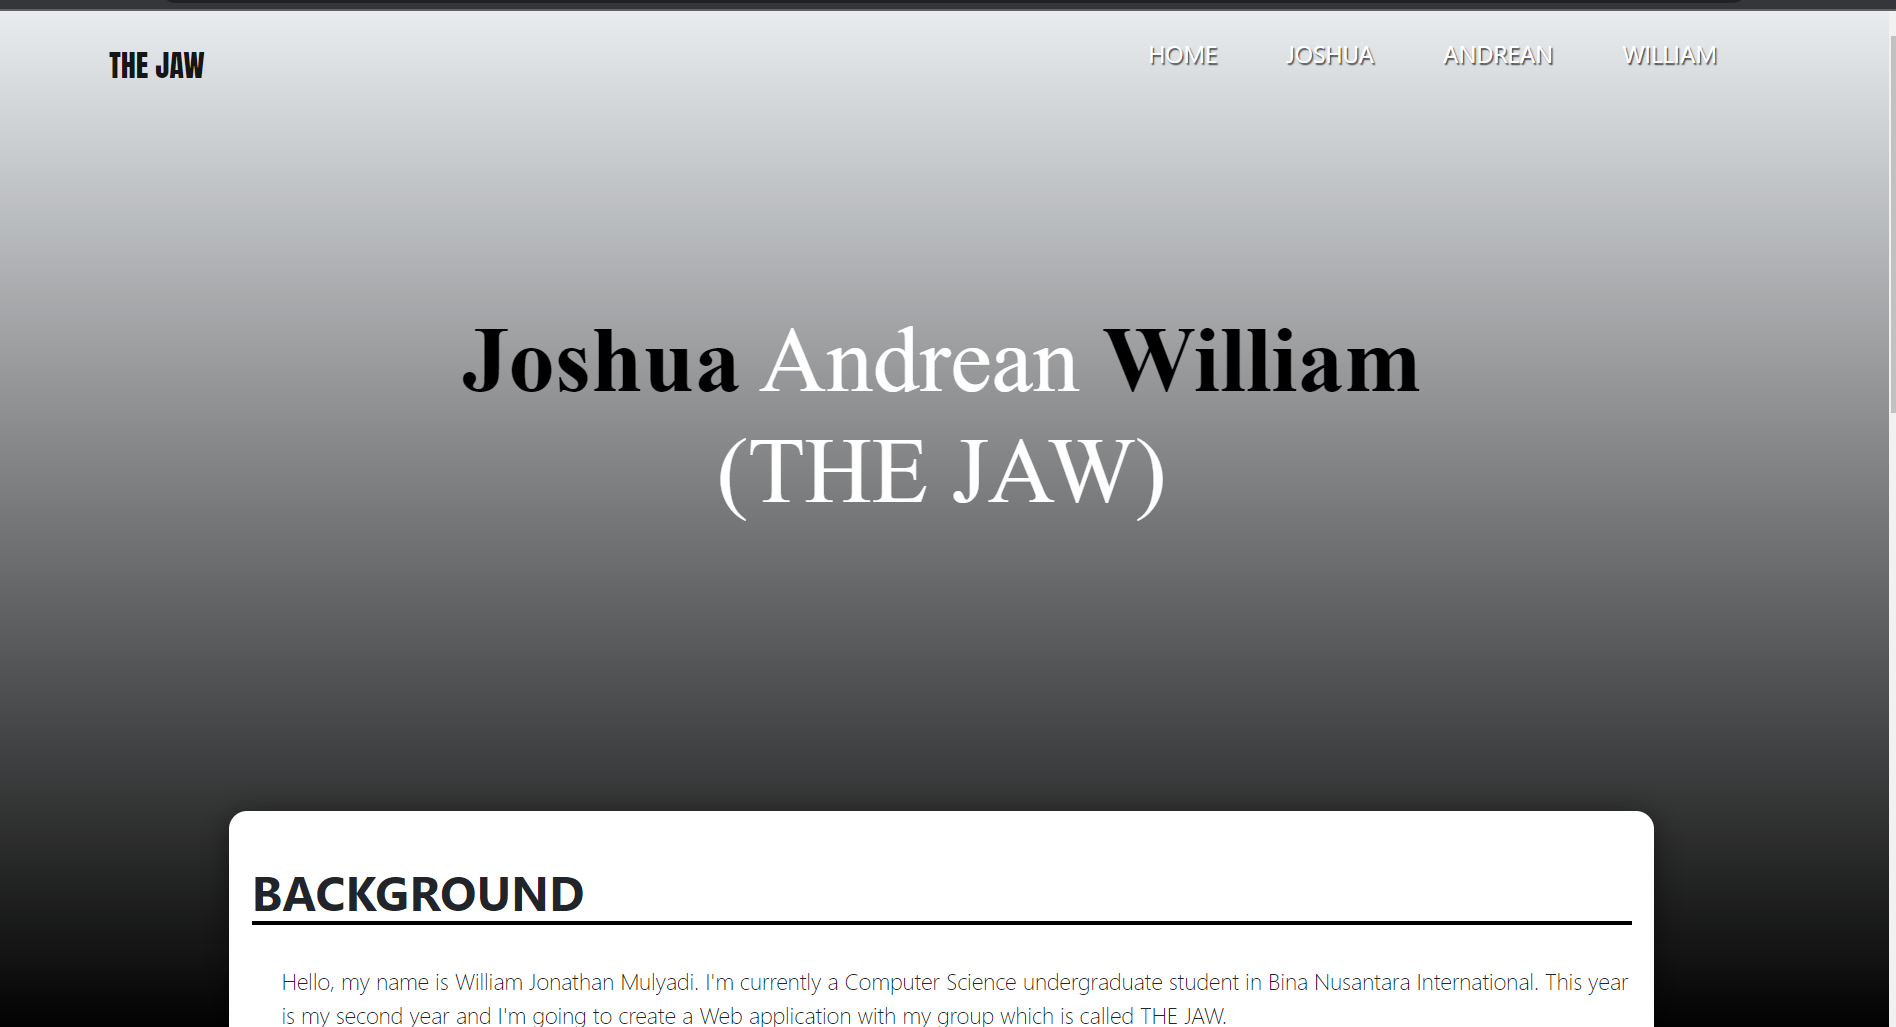 THE JAW
HOME JOSHUA ANDREAN WILLIAM
Joshua Andrean William
(THE JAW)
BACKGROUND
Hello, my name is William Jonathan Mulyadi. I'm currently a Computer Science undergraduate student in Bina Nusantara International. This year
is my second year and I'm going to create a Web application with my group which is called THE JAW.